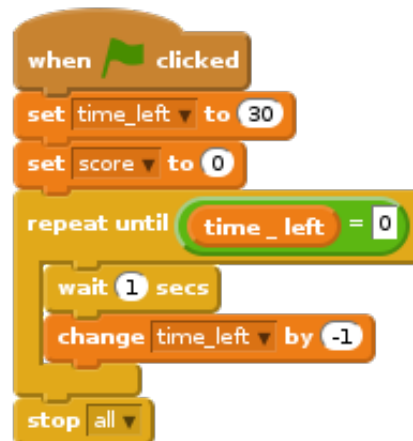 when clicked
set time_left ▾ to 30
set score ▾ to 0
repeat until time _ left = 0
wait 1 secs
change time_left ▾ by -1
stop all ▾